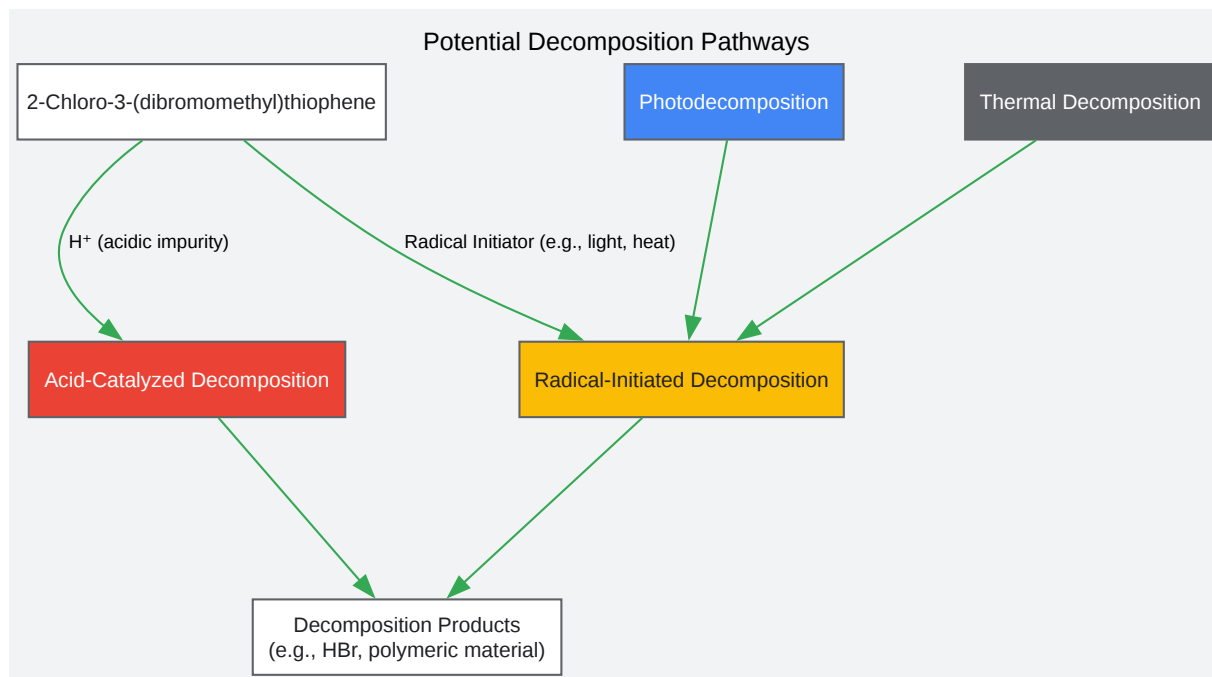 Potential Decomposition Pathways
2-Chloro-3-(dibromomethyl)thiophene
Photodecomposition
Thermal Decomposition
H⁺ (acidic impurity)
Radical Initiator (e.g., light, heat)
Acid-Catalyzed Decomposition
Radical-Initiated Decomposition
Decomposition Products
(e.g., HBr, polymeric material)